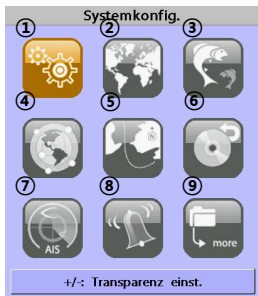 Systemkonfig.
① ② ③
④ ⑤ ⑥
N
⑦ ⑧ ⑨
AIS more
+/-: Transparenz einst.